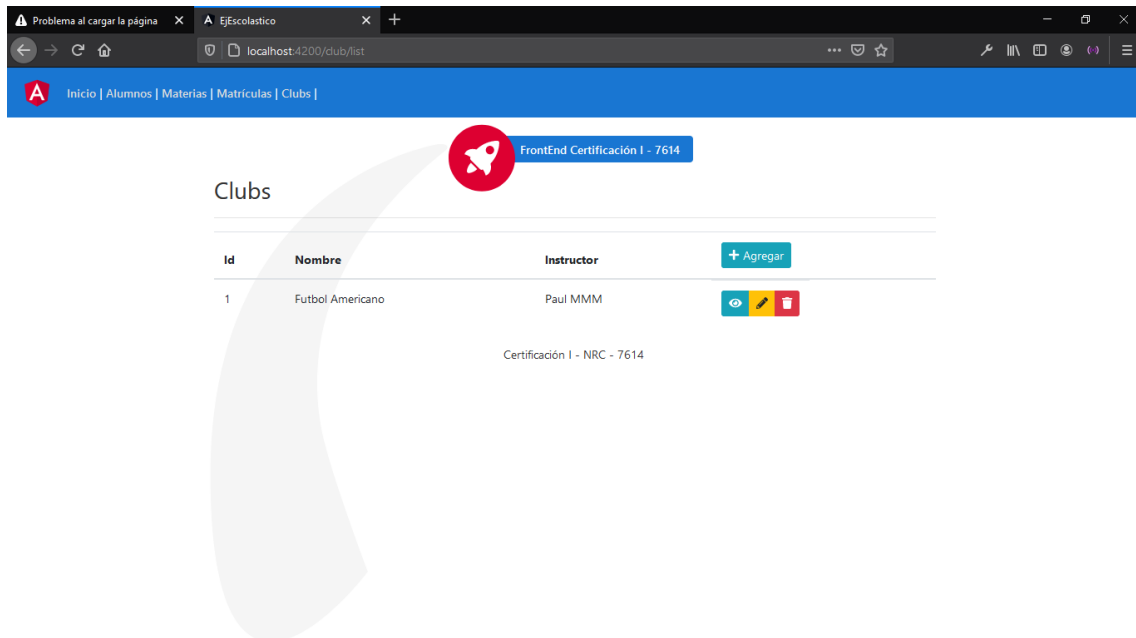 Problema al cargar la página
EjEscolastico
localhost:4200/club/list
Inicio | Alumnos | Materias | Matrículas | Clubs |
FrontEnd Certificación I - 7614
Clubs
Id Nombre Instructor Agregar
1 Futbol Americano Paul MMM
Certificación I - NRC - 7614